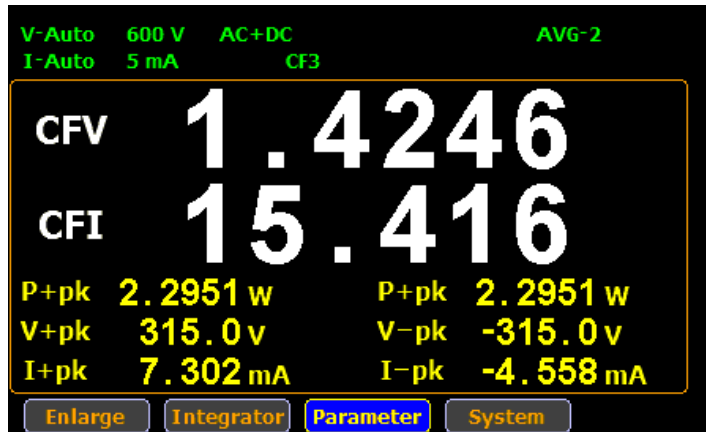 V-Auto 600 V AC+DC AVG-2
I-Auto 5 mA CF3
CFV 1.4246
CFI 15.416
P+pk 2.2951 W P+pk 2.2951 W
V+pk 315.0 V V-pk -315.0 V
I+pk 7.302 mA I-pk -4.558 mA
Enlarge Integrator Parameter System